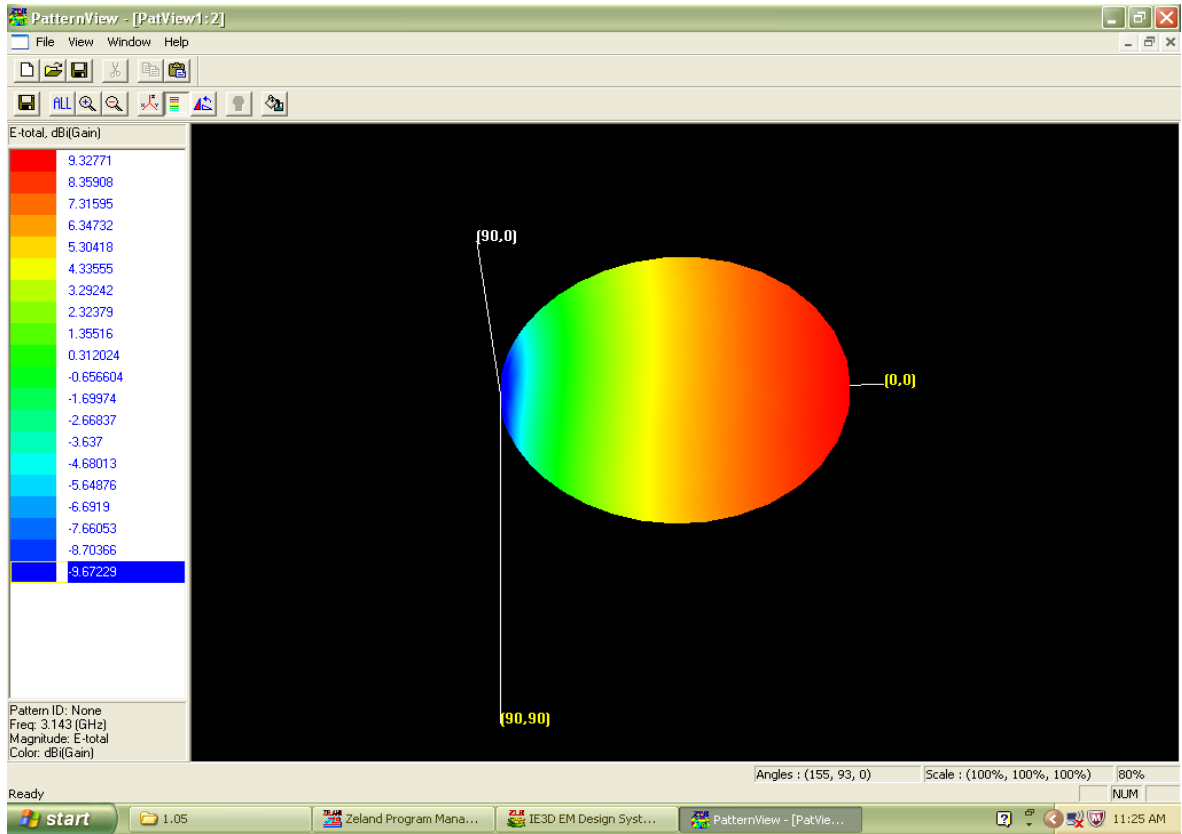 PatternView - [PatView1:2]
File View Window Help
ALL
E-total, dBi(Gain)
9.32771
8.35908
7.31595
6.34732
5.30418
4.33555
3.29242
2.32379
1.35516
0.312024
-0.656604
-1.69974
-2.66837
-3.637
-4.68013
-5.64876
-6.6919
-7.66053
-8.70366
-9.67229
(90,0)
(0,0)
(90,90)
Pattern ID: None
Freq: 3.143 (GHz)
Magnitude: E-total
Color: dBi(Gain)
Angles : (155, 93, 0) Scale : (100%, 100%, 100%) 80%
Ready NUM
start 1.05 Zeland Program Mana... IE3D EM Design Syst... PatternView - [PatVie... 11:25 AM